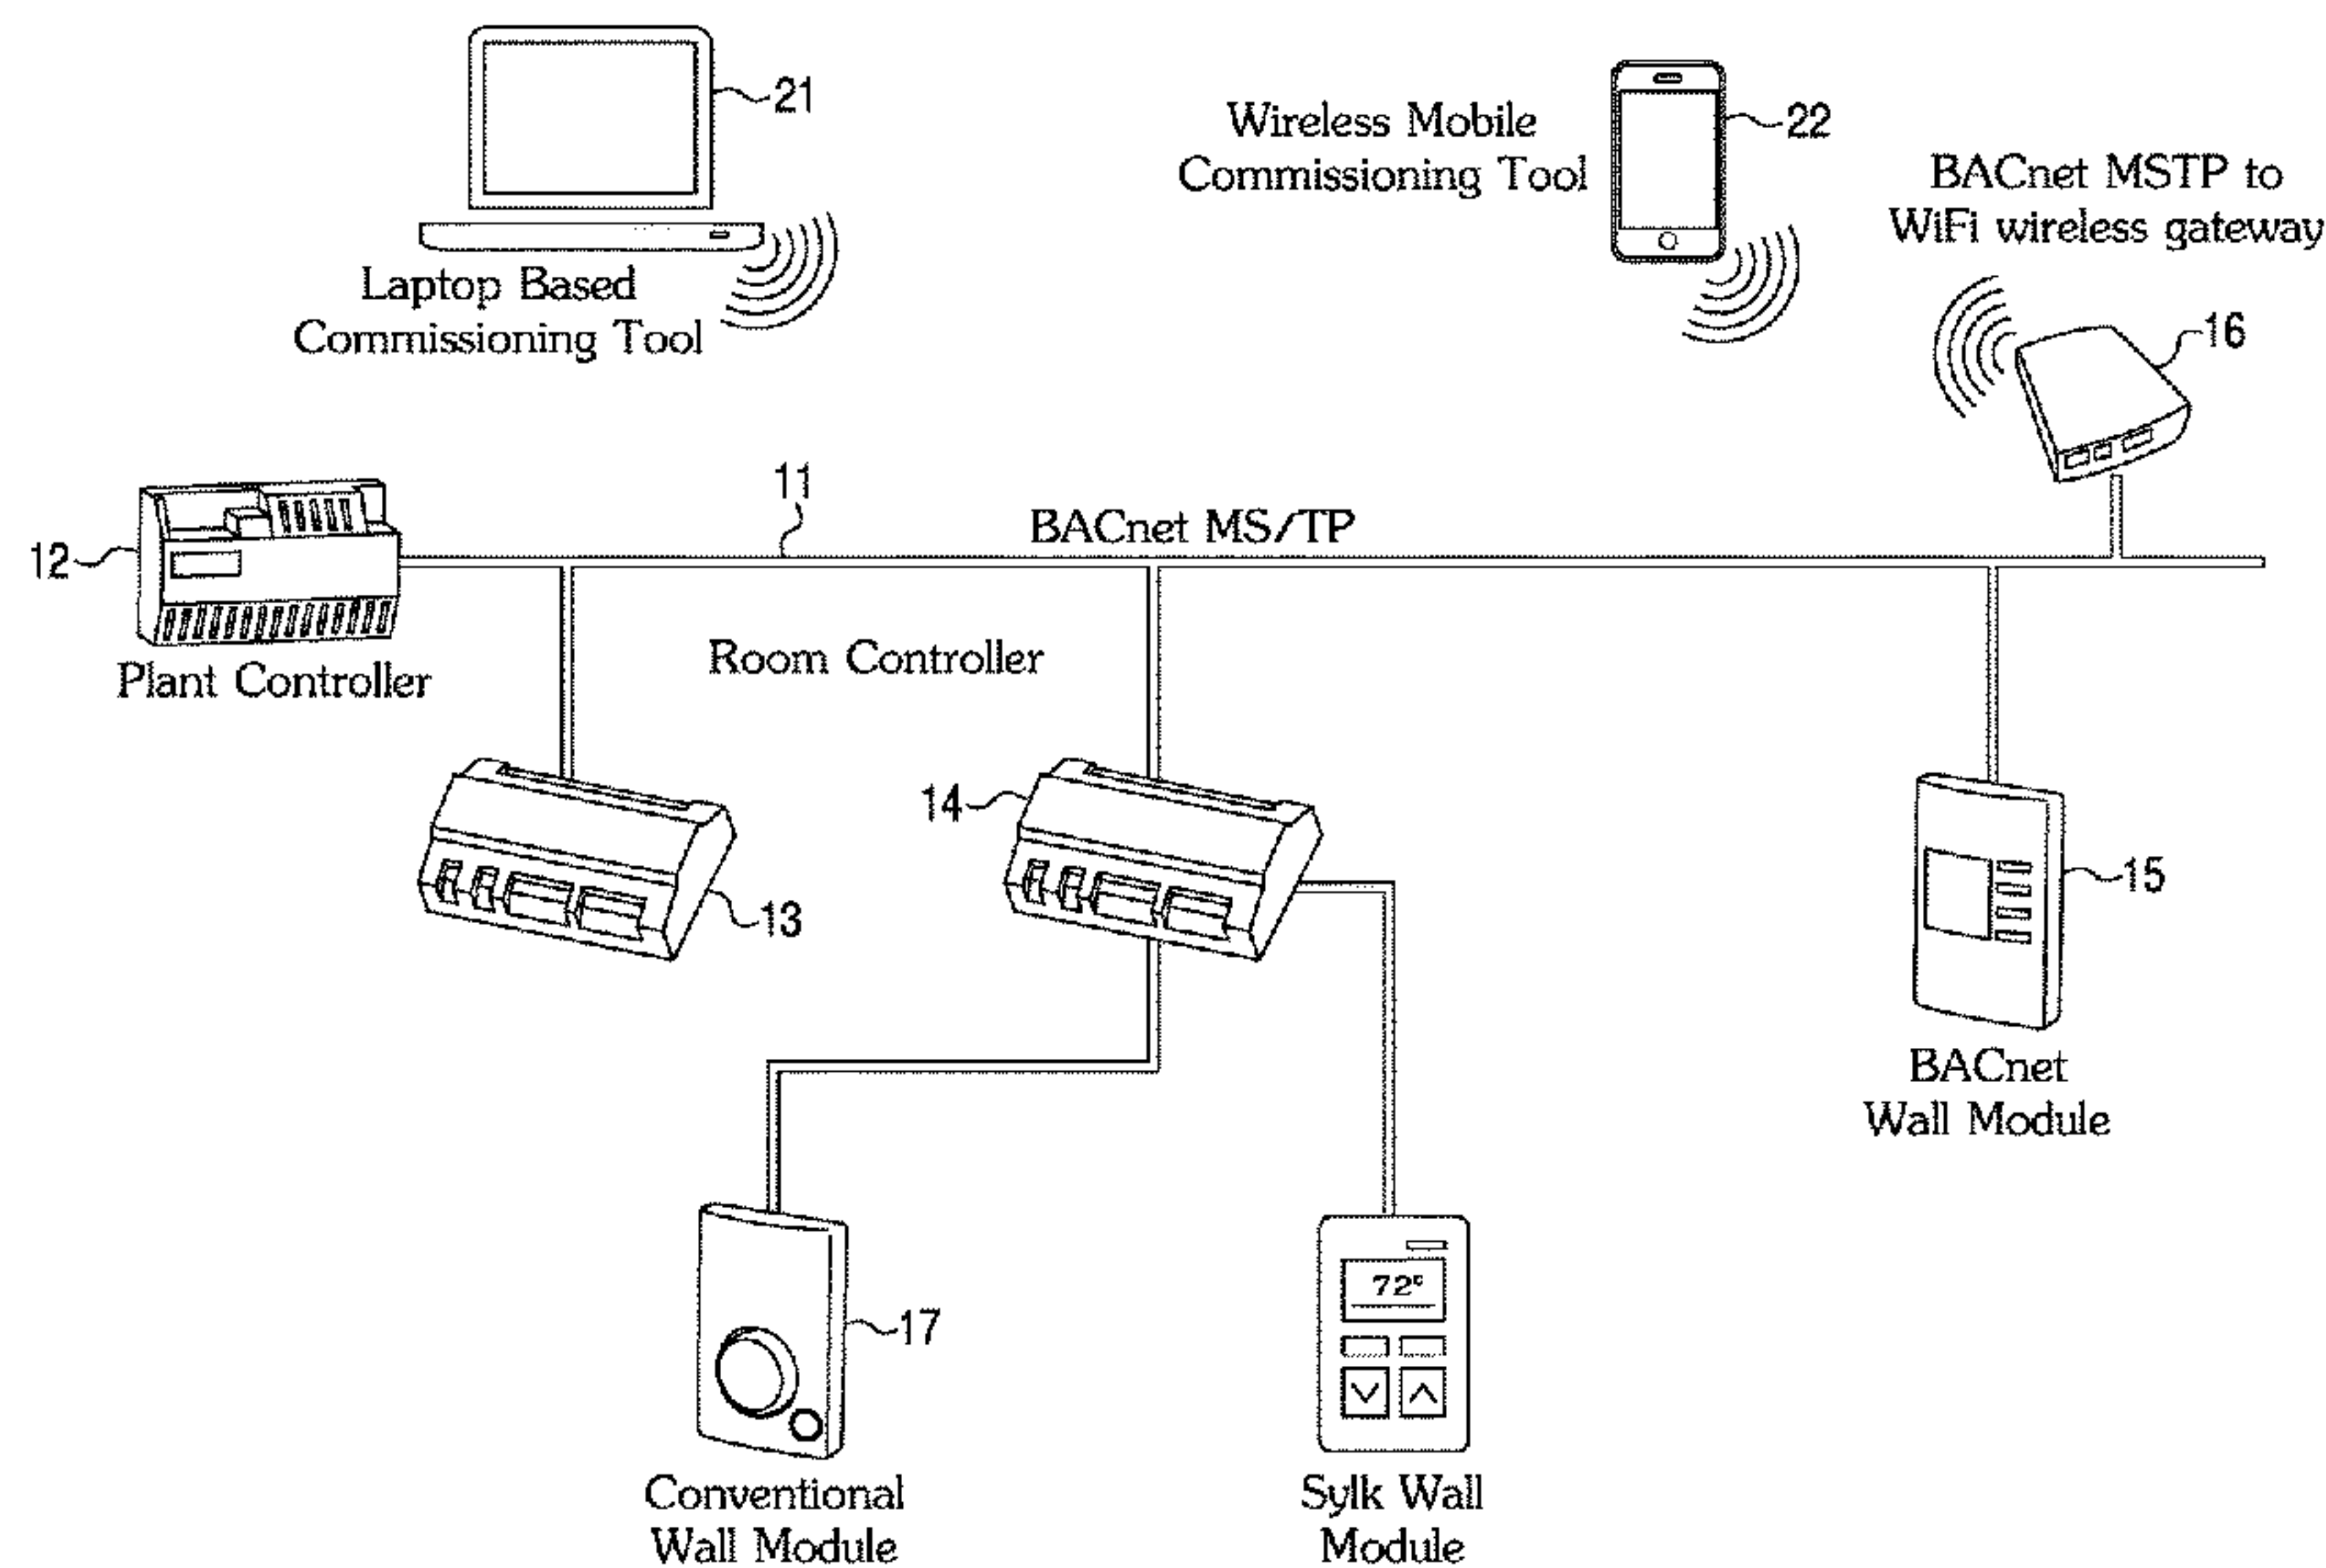 21
Laptop Based
Commissioning Tool
Wireless Mobile
Commissioning Tool
22
BACnet MSTP to
WiFi wireless gateway
16
11
BACnet MS/TP
12
Plant Controller
Room Controller
13
14
15
BACnet
Wall Module
17
Conventional
Wall Module
72°
Sylk Wall
Module